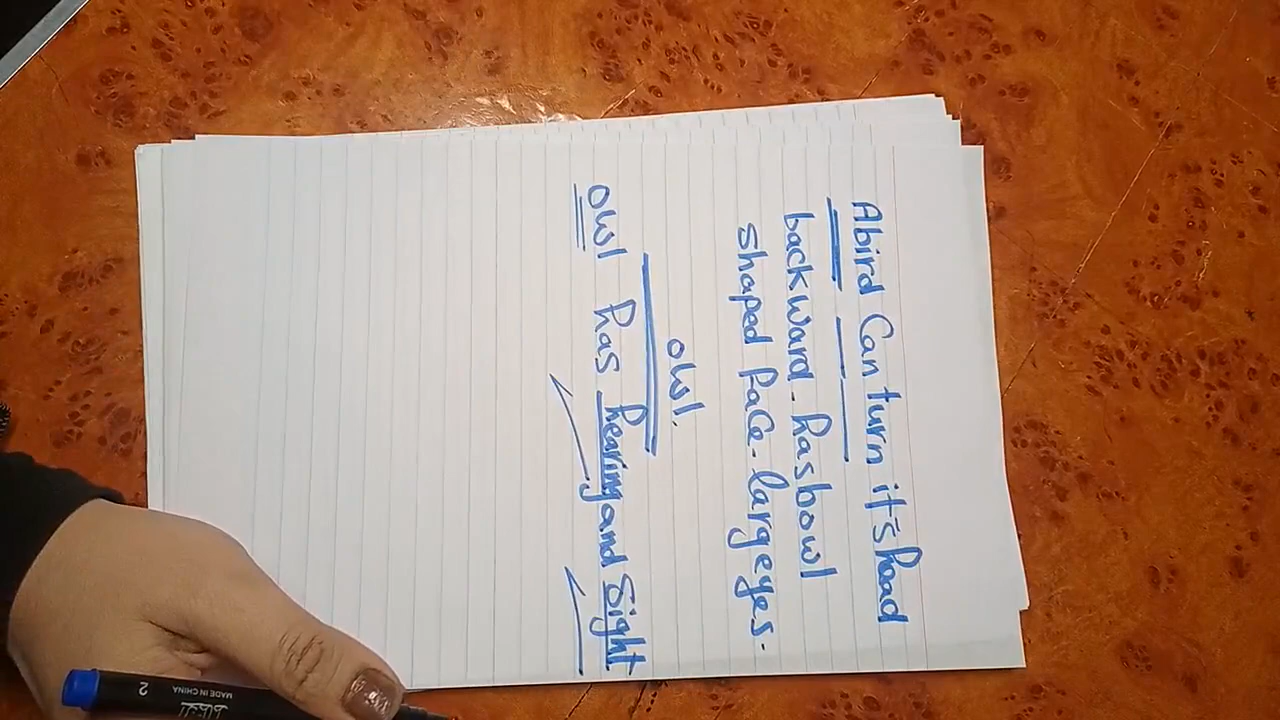 A bird Can turn it's head
backward. has bowl
shaped face. large eyes.
owl.
owl has hearing and Sight
2 MADE IN CHINA